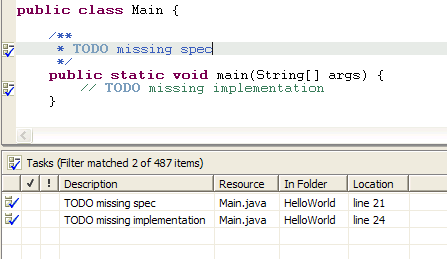 public class Main {
/**
* TODO missing spec
*/
public static void main(String[] args) {
// TODO missing implementation
}
Tasks (Filter matched 2 of 487 items)
✓ ! Description Resource In Folder Location
TODO missing spec Main.java HelloWorld line 21
TODO missing implementation Main.java HelloWorld line 24